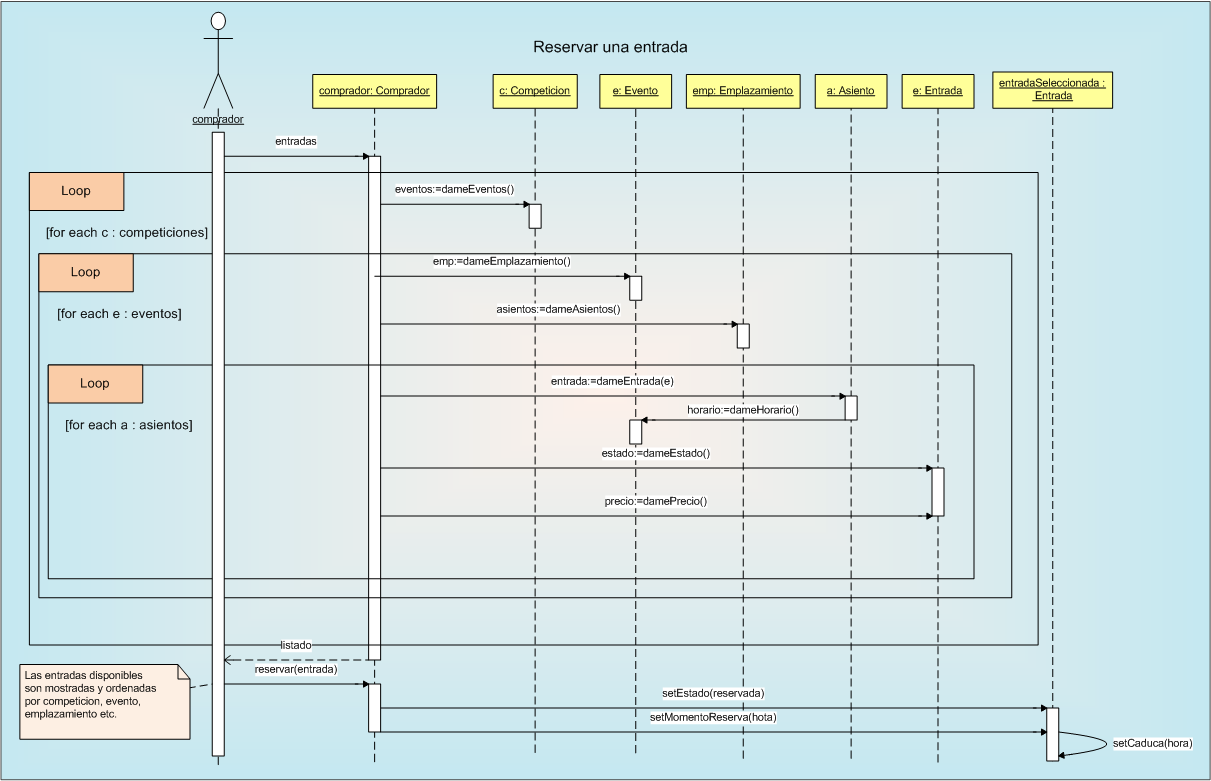 Reservar una entrada
comprador
comprador: Comprador
c: Competicion
e: Evento
emp: Emplazamiento
a: Asiento
e: Entrada
entradaSeleccionada :
Entrada
entradas
Loop
eventos:=dameEventos()
[for each c : competiciones]
Loop
emp:=dameEmplazamiento()
[for each e : eventos]
asientos:=dameAsientos()
Loop
entrada:=dameEntrada(e)
horario:=dameHorario()
[for each a : asientos]
estado:=dameEstado()
precio:=damePrecio()
listado
reservar(entrada)
Las entradas disponibles
son mostradas y ordenadas
por competicion, evento,
emplazamiento etc.
setEstado(reservada)
setMomentoReserva(hota)
setCaduca(hora)